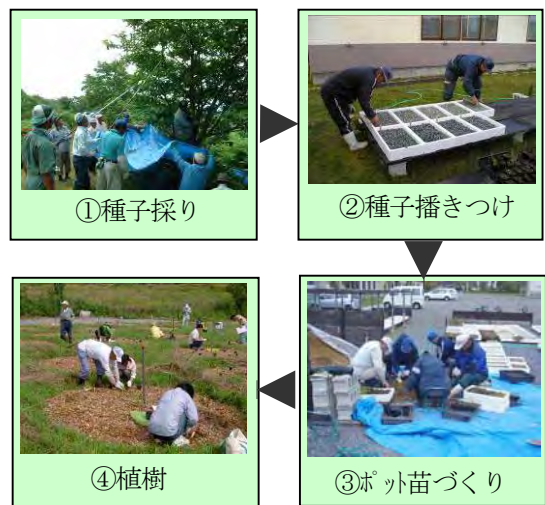 ①種子採り
②種子播きつけ
③ﾎﾟｯﾄ苗づくり
④植樹